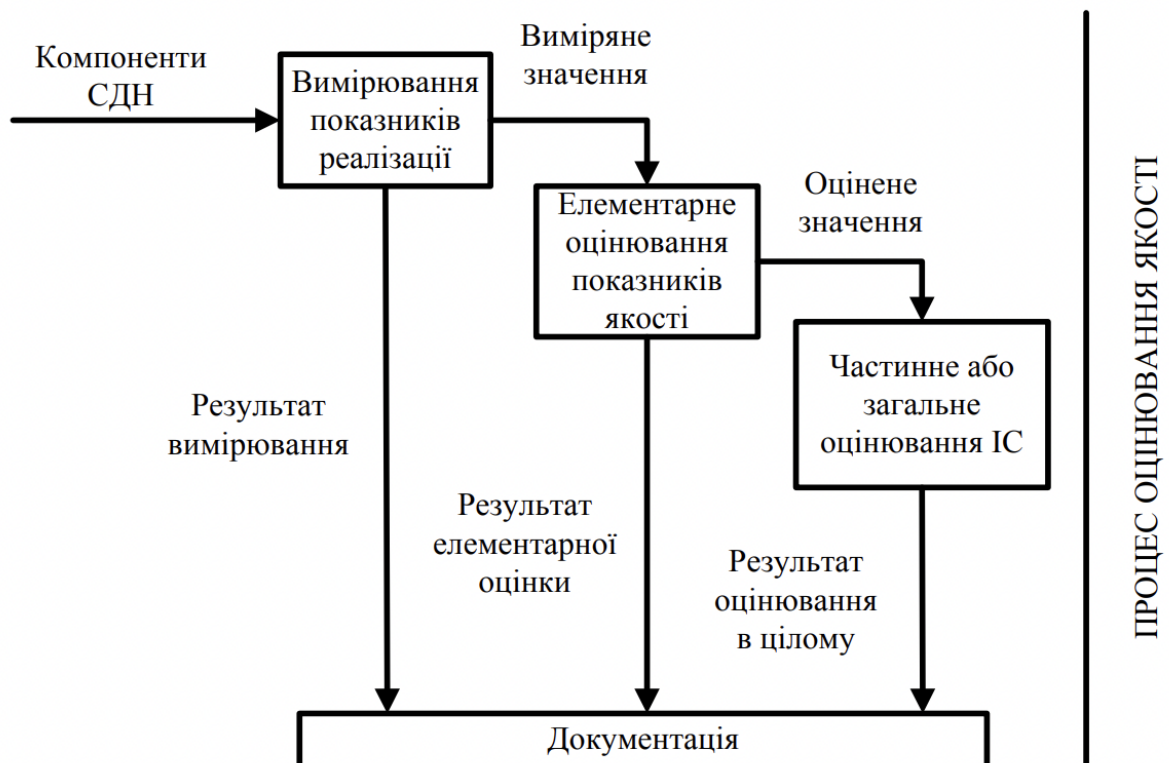 Компоненти
СДН
Вимірювання
показників
реалізації
Виміряне
значення
Елементарне
оцінювання
показників
якості
Оцінене
значення
Частинне або
загальне
оцінювання ІС
Результат
вимірювання
Результат
елементарної
оцінки
Результат
оцінювання
в цілому
Документація
ПРОЦЕС ОЦІНЮВАННЯ ЯКОСТІ